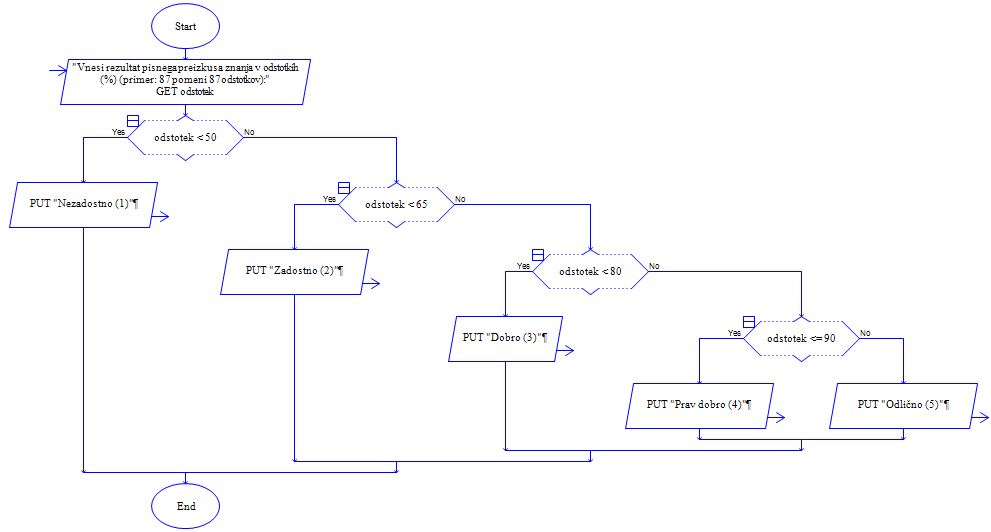 Start
"Vnesi rezultat pisnega preizkusa znanja v odstotkih
(%) (primer: 87 pomeni 87 odstotkov):"
GET odstotek
Yes
odstotek < 50
No
PUT "Nezadostno (1)"¶
Yes
odstotek < 65
No
PUT "Zadostno (2)"¶
Yes
odstotek < 80
No
PUT "Dobro (3)"¶
Yes
odstotek <= 90
No
PUT "Prav dobro (4)"¶
PUT "Odlično (5)"¶
End